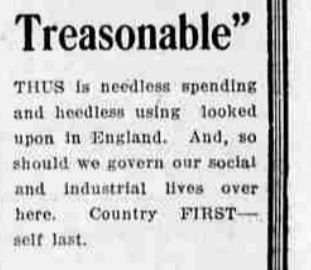 Treasonable”
THUS is needless spending
and heedless using looked
upon in England. And, so
should we govern our social
and industrial lives over
here. Country FIRST—
self last.